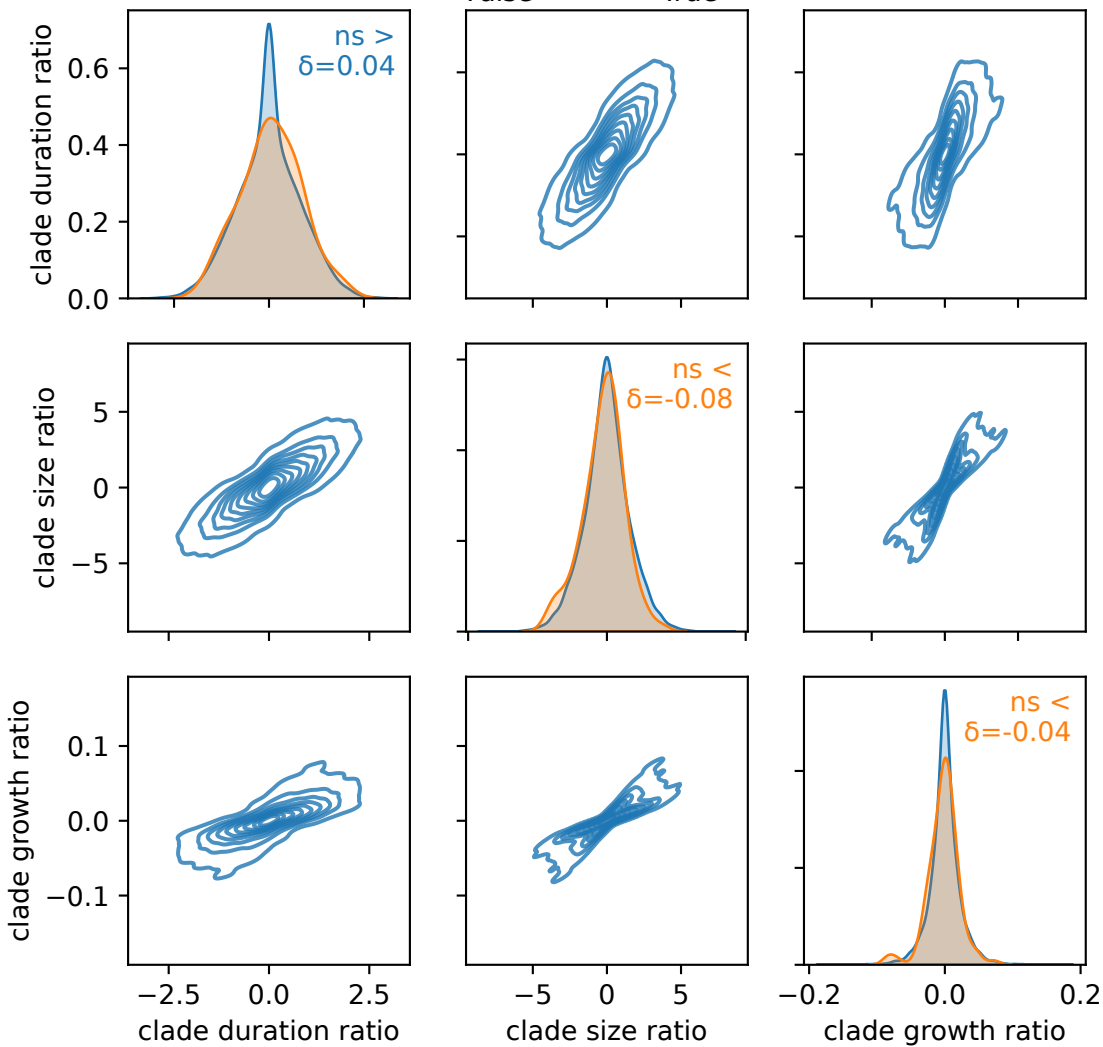 clade duration ratio
0.6
0.4
0.2
0.0
ns >
δ=0.04
clade size ratio
5
0
−5
ns <
δ=-0.08
clade growth ratio
0.1
0.0
−0.1
ns <
δ=-0.04
−2.5 0.0 2.5
clade duration ratio
−5 0 5
clade size ratio
−0.2 0.0 0.2
clade growth ratio